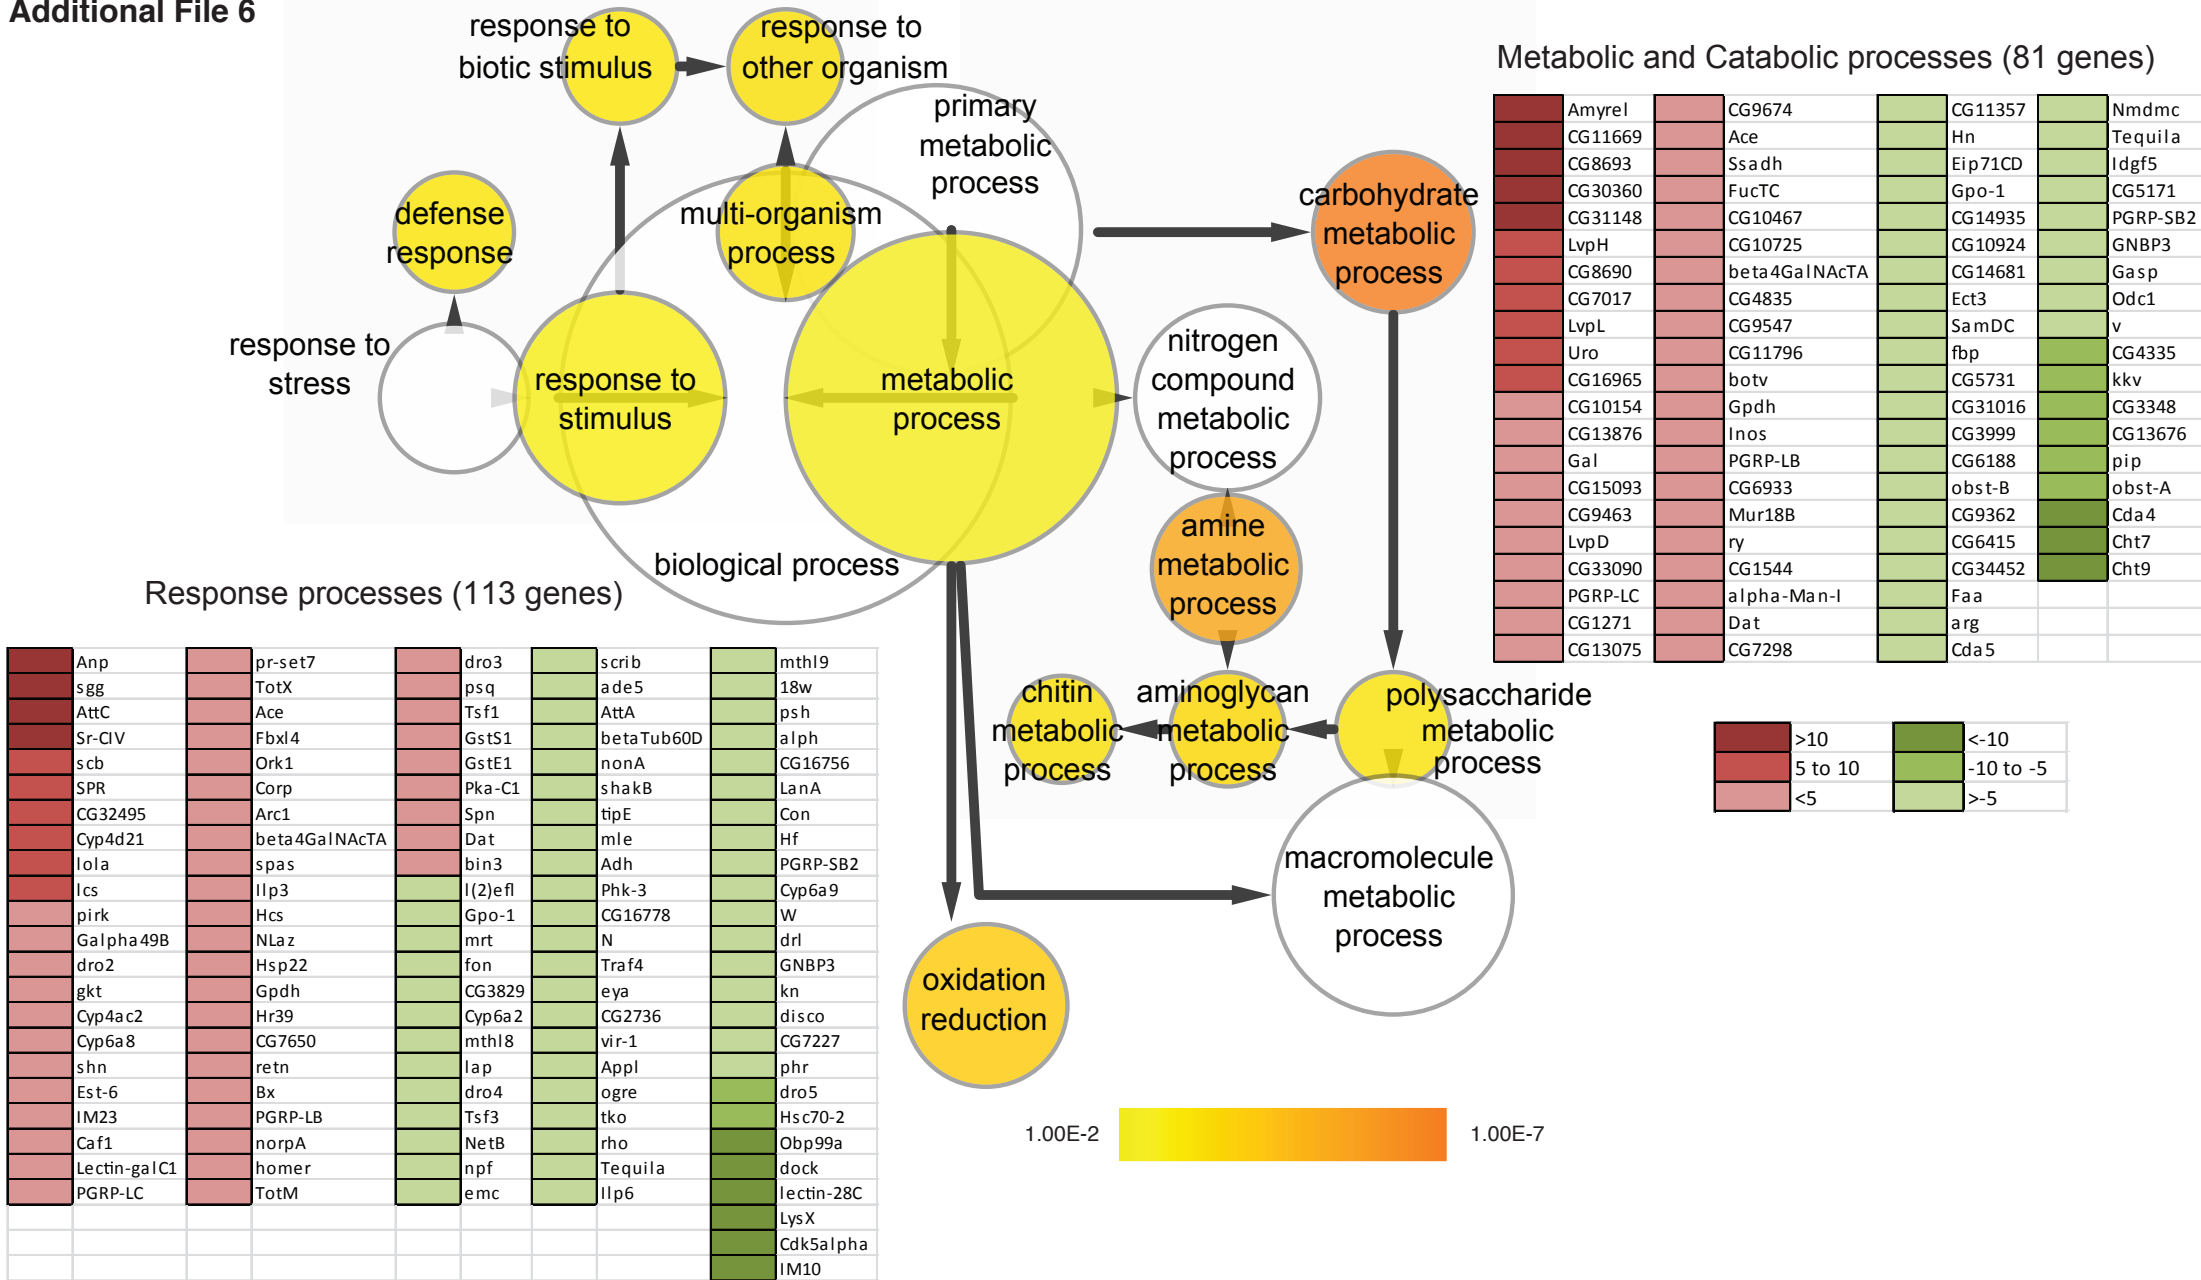 Additional File 6
response to
biotic stimulus
response to
other organism
primary
metabolic
process
defense
response
multi-organism
process
carbohydrate
metabolic
process
response to
stress
response to
stimulus
metabolic
process
nitrogen
compound
metabolic
process
biological process
amine
metabolic
process
chitin
metabolic
process
aminoglycan
metabolic
process
polysaccharide
metabolic
process
macromolecule
metabolic
process
oxidation
reduction
1.00E-2
1.00E-7
Metabolic and Catabolic processes (81 genes)
Amyrel CG9674 CG11357 Nmdmc
CG11669 Ace Hn Tequila
CG8693 Ssadh Eip71CD Idgf5
CG30360 FucTC Gpo-1 CG5171
CG31148 CG10467 CG14935 PGRP-SB2
LvpH CG10725 CG10924 GNBP3
CG8690 beta4GalNAcTA CG14681 Gasp
CG7017 CG4835 Ect3 Odc1
LvpL CG9547 SamDC v
Uro CG11796 fbp CG4335
CG16965 botv CG5731 kkv
CG10154 Gpdh CG31016 CG3348
CG13876 Inos CG3999 CG13676
Gal PGRP-LB CG6188 pip
CG15093 CG6933 obst-B obst-A
CG9463 Mur18B CG9362 Cda4
LvpD ry CG6415 Cht7
CG33090 CG1544 CG34452 Cht9
PGRP-LC alpha-Man-I Faa
CG1271 Dat arg
CG13075 CG7298 Cda5
>10 <-10
5 to 10 -10 to -5
<5 >-5
Response processes (113 genes)
Anp pr-set7 dro3 scrib mthl9
sgg TotX psq ade5 18w
AttC Ace Tsf1 AttA psh
Sr-CIV Fbxl4 GstS1 betaTub60D alph
scb Ork1 GstE1 nonA CG16756
SPR Corp Pka-C1 shakB LanA
CG32495 Arc1 Spn tipE Con
Cyp4d21 beta4GalNAcTA Dat mle Hf
lola spas bin3 Adh PGRP-SB2
Ics Ilp3 l(2)efl Phk-3 Cyp6a9
pirk Hcs Gpo-1 CG16778 W
Galpha49B NLaz mrt N drl
dro2 Hsp22 fon Traf4 GNBP3
gkt Gpdh CG3829 eya kn
Cyp4ac2 Hr39 Cyp6a2 CG2736 disco
Cyp6a8 CG7650 mthl8 vir-1 CG7227
shn retn lap Appl phr
Est-6 Bx dro4 ogre dro5
IM23 PGRP-LB Tsf3 tko Hsc70-2
Caf1 norpA NetB rho Obp99a
Lectin-galC1 homer npf Tequila dock
PGRP-LC TotM emc Ilp6 lectin-28C
LysX
Cdk5alpha
IM10